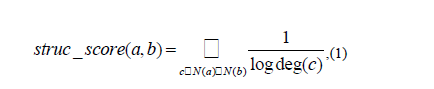 struc_score(a,b) = □ 1 / log deg(c) ,(1)
c□N(a)□N(b)